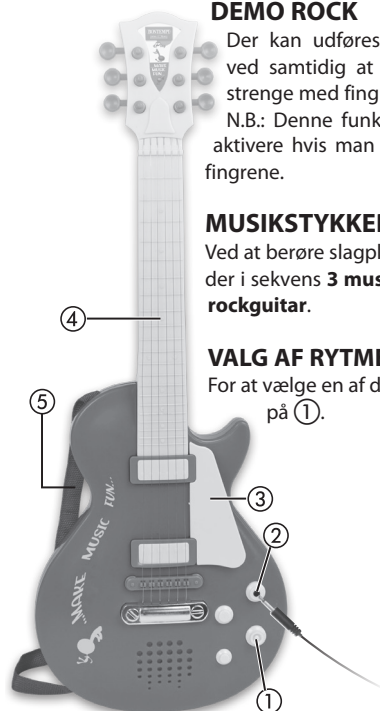 DEMO ROCK
Der kan udføres
ved samtidig at
strenge med fing
N.B.: Denne funk
aktivere hvis man
fingrene.
MUSIKSTYKKE
Ved at berøre slagpl
der i sekvens 3 mus
rockguitar.
VALG AF RYTM
For at vælge en af d
på ①.
④
⑤
③
②
①
...MAKE MUSIC FUN...